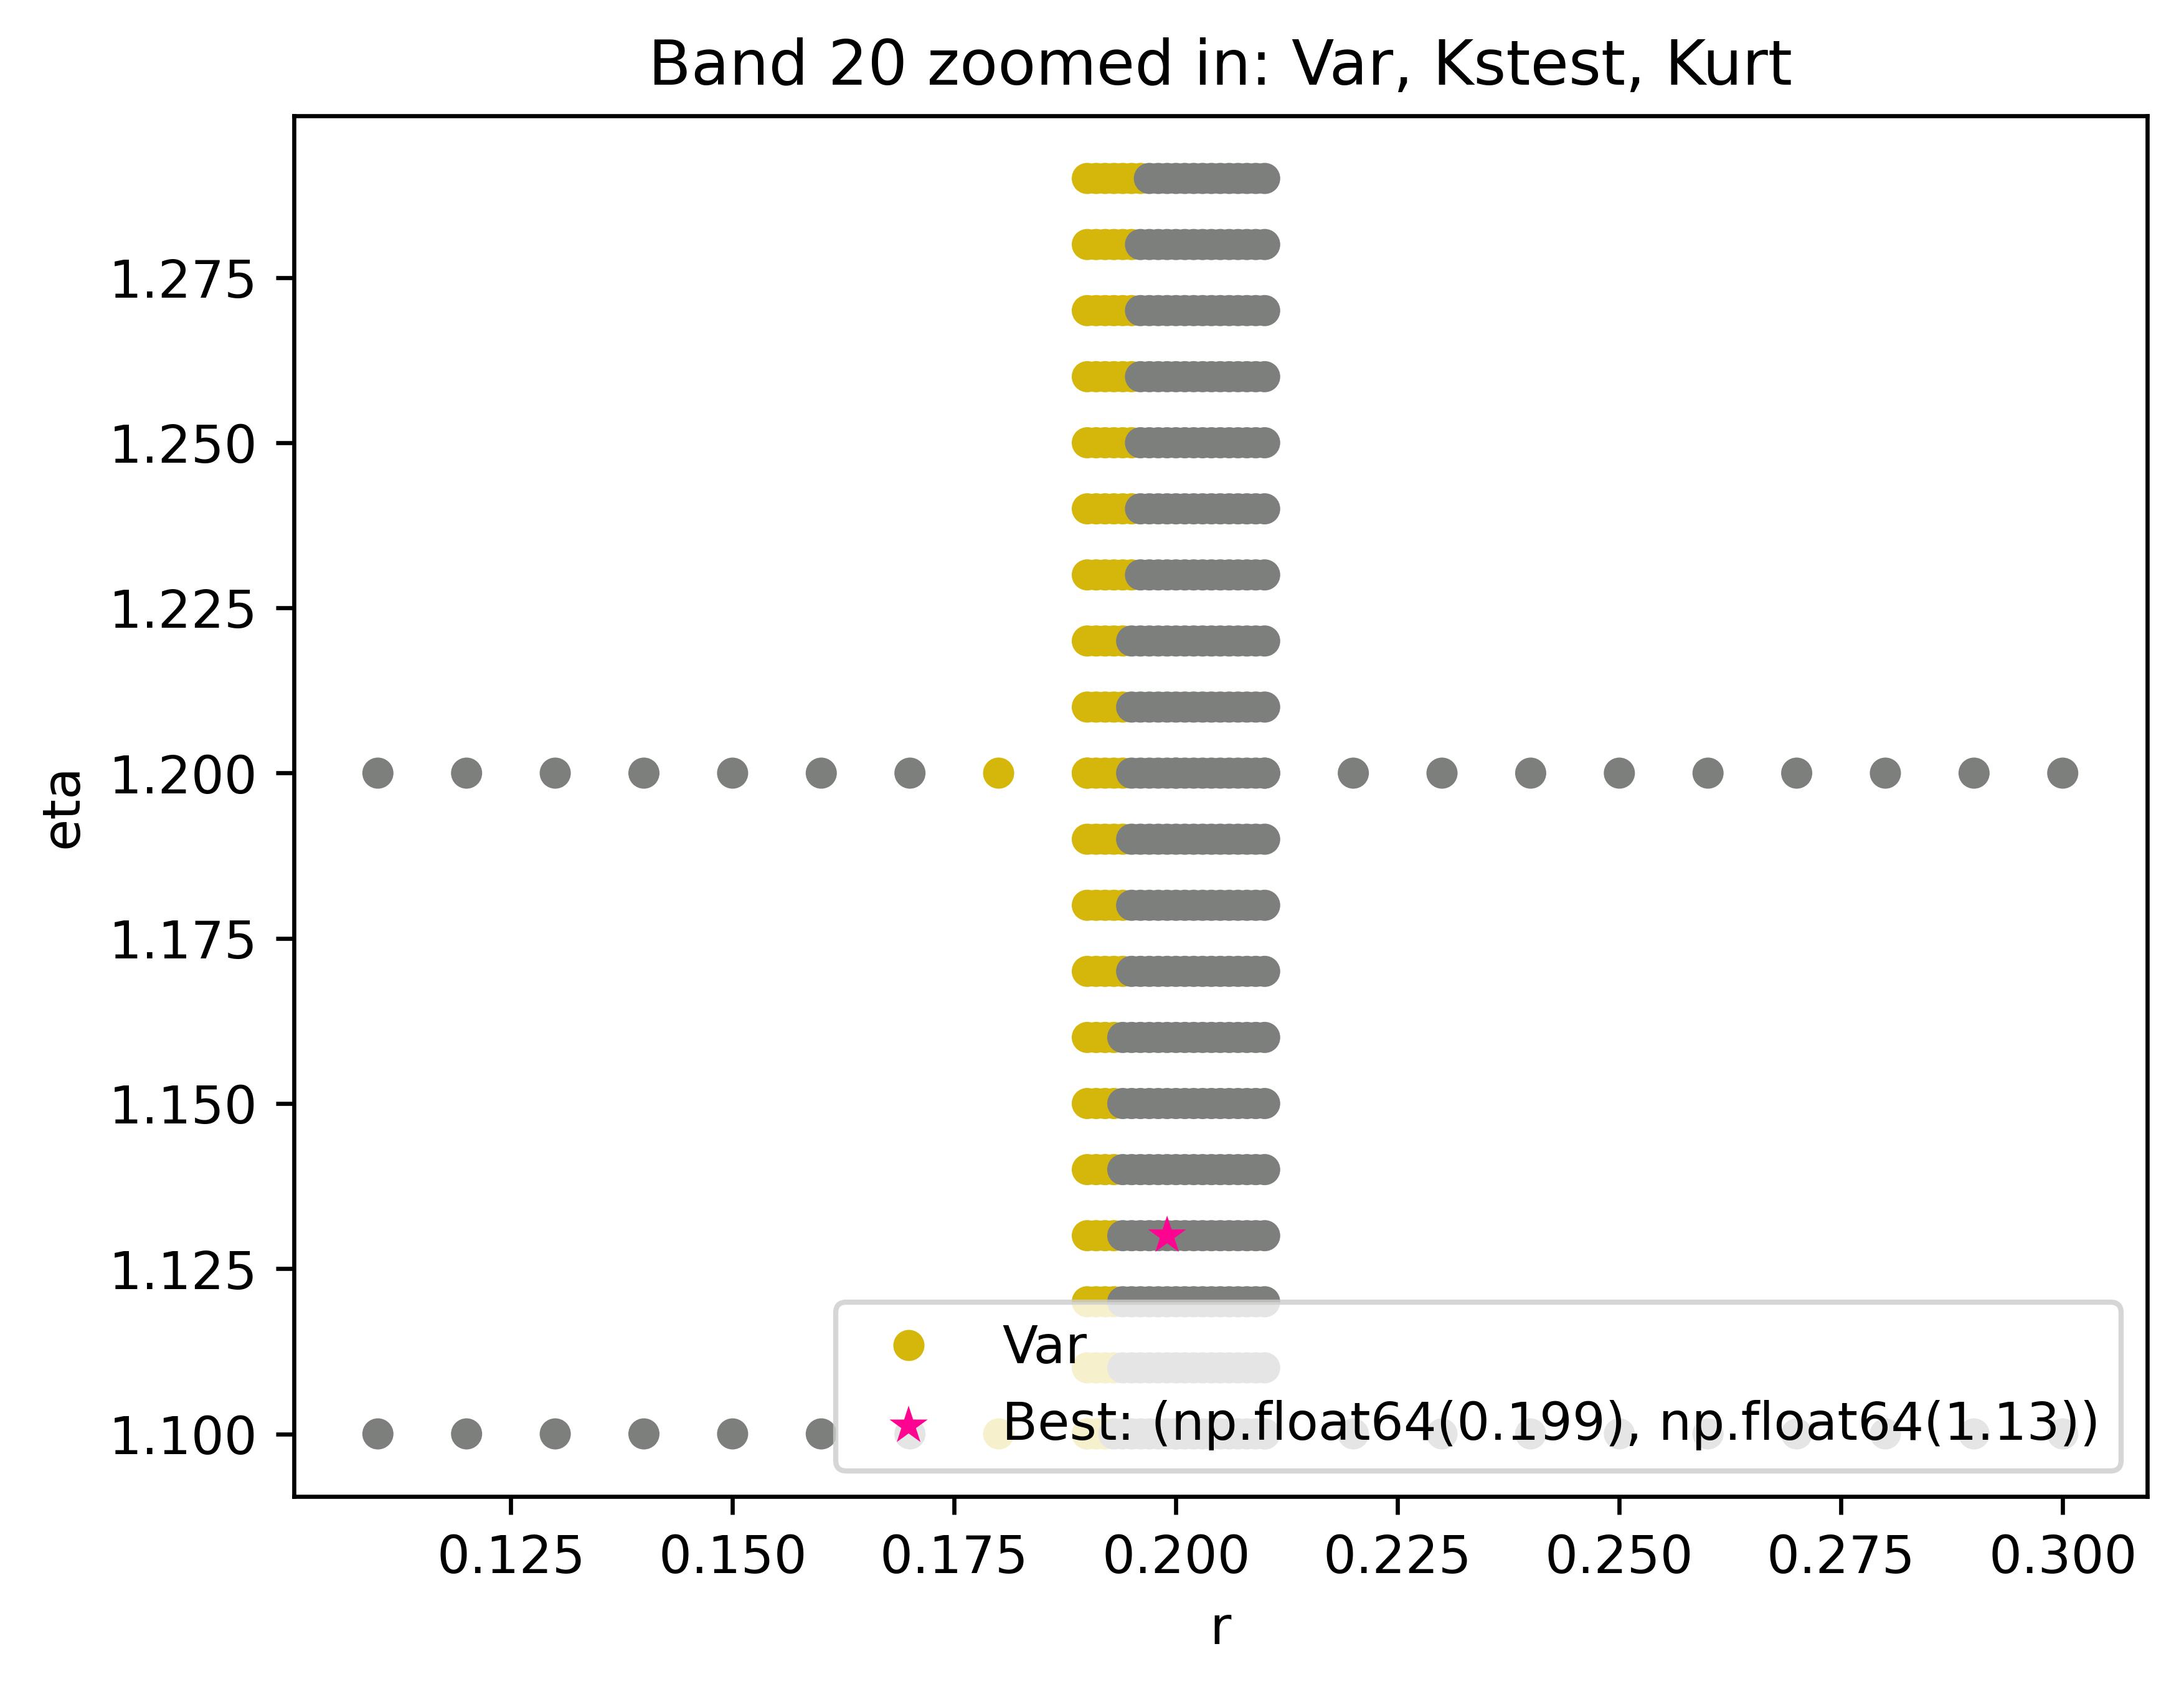 Band 20 zoomed in: Var, Kstest, Kurt
1.275
1.250
1.225
1.200
1.175
1.150
1.125
1.100
eta
Var
Best: (np.float64(0.199), np.float64(1.13))
0.125 0.150 0.175 0.200 0.225 0.250 0.275 0.300
r